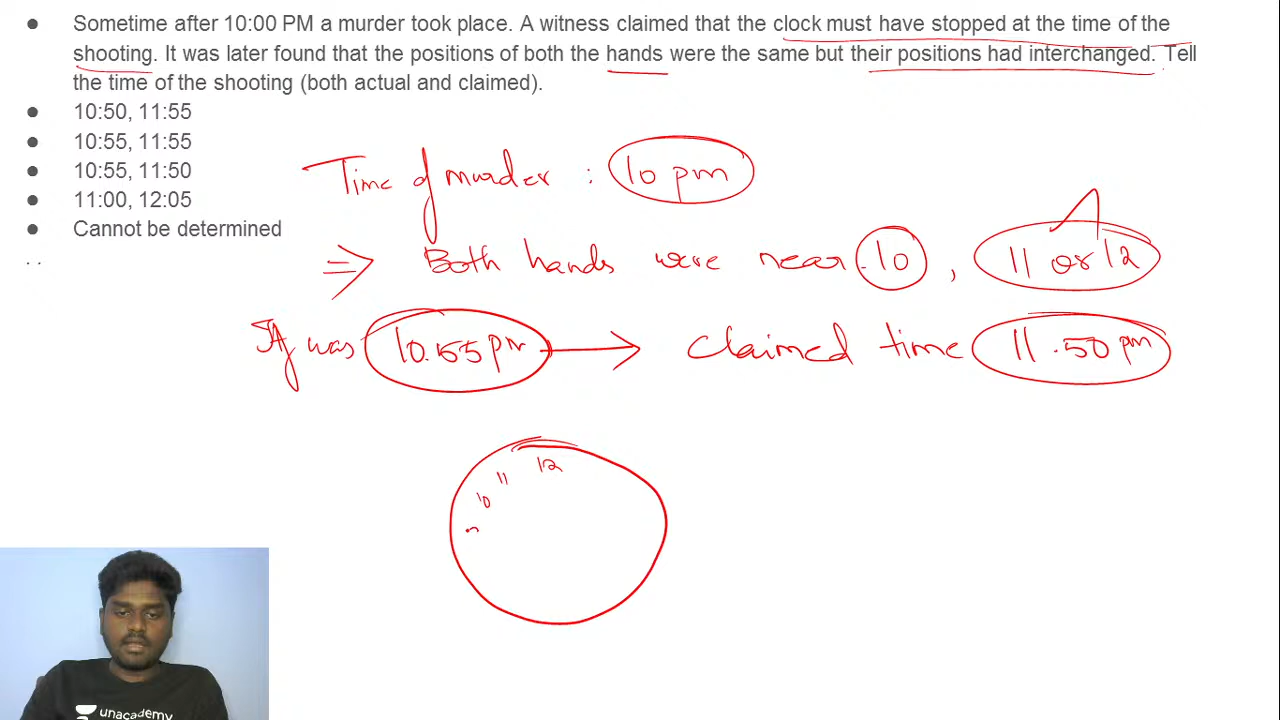 ● Sometime after 10:00 PM a murder took place. A witness claimed that the clock must have stopped at the time of the
shooting. It was later found that the positions of both the hands were the same but their positions had interchanged. Tell
the time of the shooting (both actual and claimed).
● 10:50, 11:55
● 10:55, 11:55
● 10:55, 11:50
● 11:00, 12:05
● Cannot be determined
Time of murder : 10 pm
⇒ Both hands were near 10, 11 or 12
If was 10.55 pm → claimed time 11.50 pm
12
11
10
unacademy